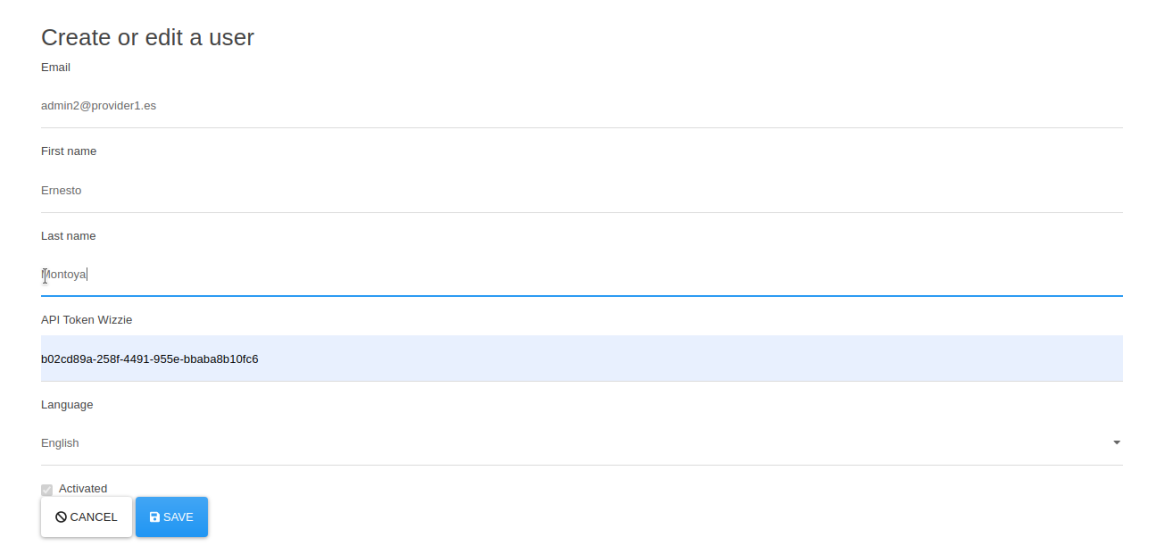 Create or edit a user
Email
admin2@provider1.es
First name
Ernesto
Last name
Montoya
API Token Wizzie
b02cd89a-258f-4491-955e-bbaba8b10fc6
Language
English
Activated
CANCEL SAVE